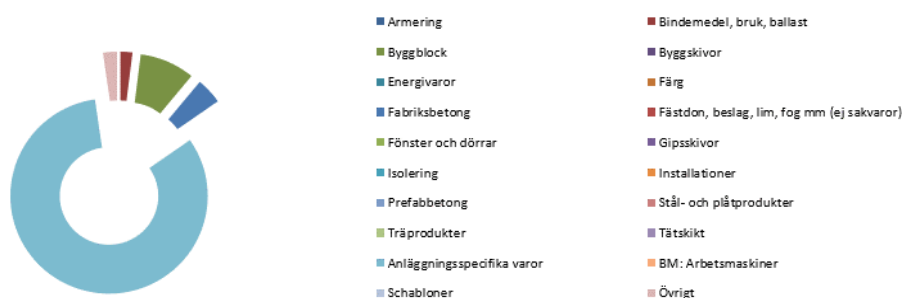 Armering
Bindemedel, bruk, ballast
Byggblock
Byggskivor
Energivaror
Färg
Fabriksbetong
Fästdon, beslag, lim, fog mm (ej sakvaror)
Fönster och dörrar
Gipsskivor
Isolering
Installationer
Prefabbetong
Stål- och plåtprodukter
Träprodukter
Tätskikt
Anläggningsspecifika varor
BM: Arbetsmaskiner
Schabloner
Övrigt